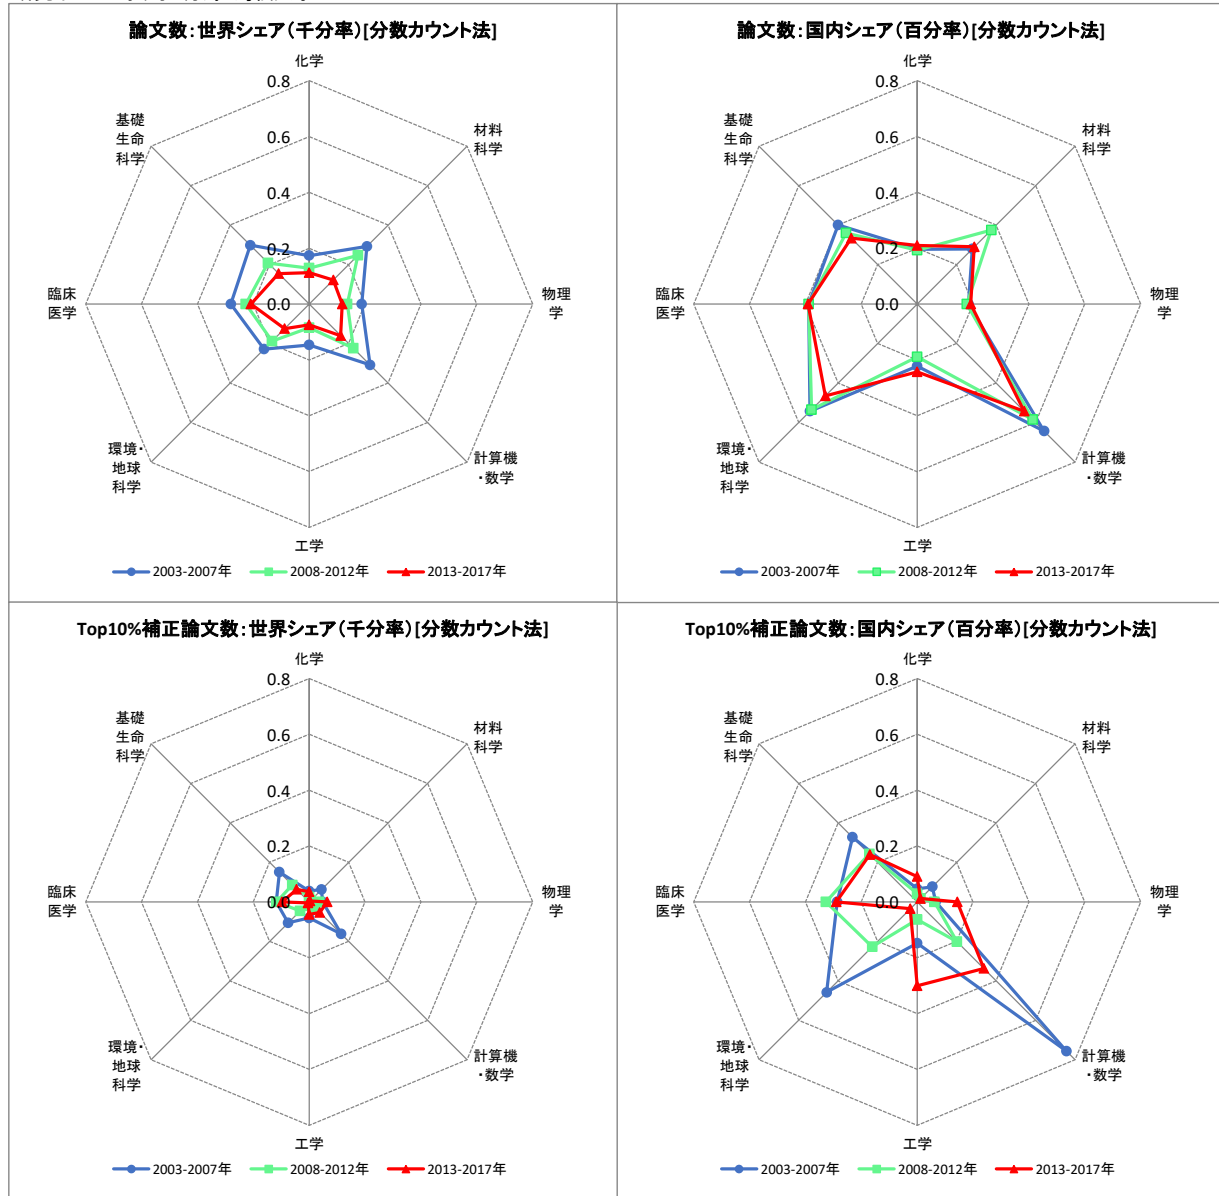 論文数:世界シェア(千分率)[分数カウント法]
化学
0.8
0.6
0.4
0.2
0.0
材料
科学
物理
学
計算機
・数学
工学
環境・
地球
科学
臨床
医学
基礎
生命
科学
2003-2007年
2008-2012年
2013-2017年
論文数:国内シェア(百分率)[分数カウント法]
化学
0.8
0.6
0.4
0.2
0.0
材料
科学
物理
学
計算機
・数学
工学
環境・
地球
科学
臨床
医学
基礎
生命
科学
2003-2007年
2008-2012年
2013-2017年
Top10%補正論文数:世界シェア(千分率)[分数カウント法]
化学
0.8
0.6
0.4
0.2
0.0
材料
科学
物理
学
計算機
・数学
工学
環境・
地球
科学
臨床
医学
基礎
生命
科学
2003-2007年
2008-2012年
2013-2017年
Top10%補正論文数:国内シェア(百分率)[分数カウント法]
化学
0.8
0.6
0.4
0.2
0.0
材料
科学
物理
学
計算機
・数学
工学
環境・
地球
科学
臨床
医学
基礎
生命
科学
2003-2007年
2008-2012年
2013-2017年